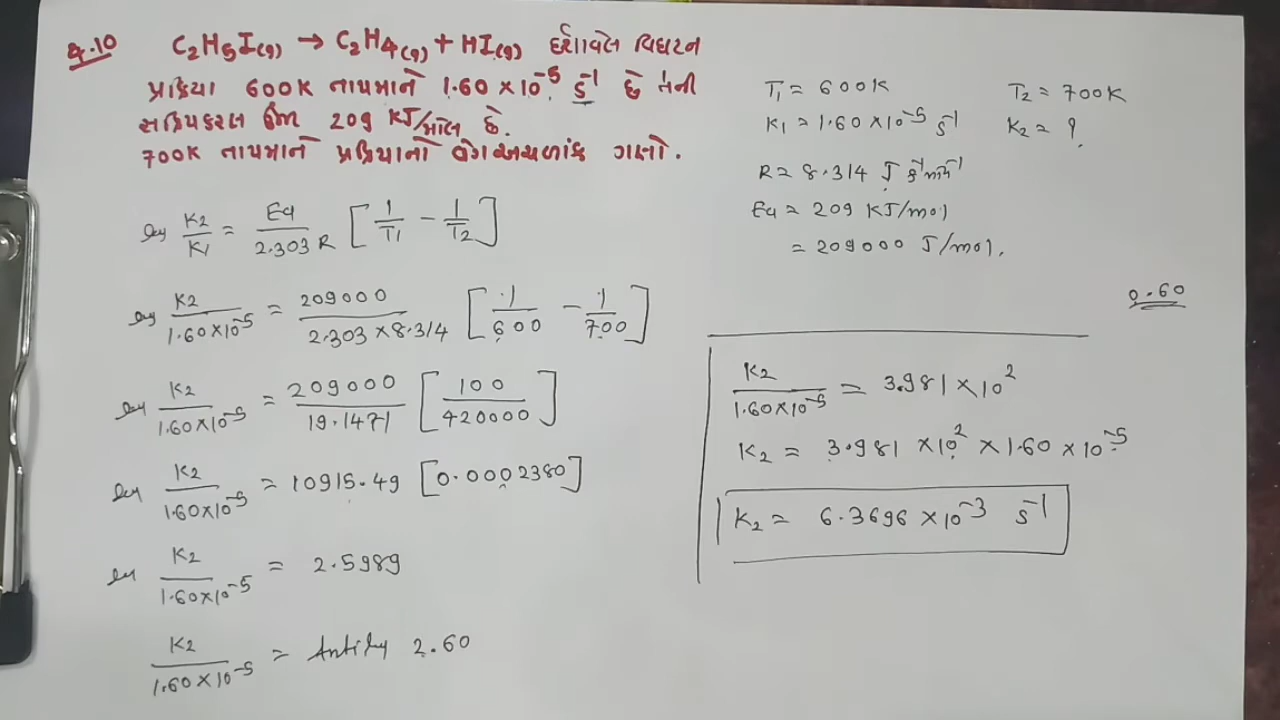 4.10 C₂H₅I(g) → C₂H₄(g) + HI(g) દર્શાવેલ વિઘટન
પ્રક્રિયા 600K તાપમાને 1.60 × 10⁻⁵ s⁻¹ છે તેની
સક્રિયકરણ ઊર્જા 209 KJ/મોલ છે.
700K તાપમાને પ્રક્રિયાનો વેગ અચળાંક ગણો.
T₁ = 600K T₂ = 700K
K₁ = 1.60 × 10⁻⁵ s⁻¹ K₂ = ?
R = 8.314 J K⁻¹ mol⁻¹
Ea = 209 KJ/mol
= 209000 J/mol.
log K₂/K₁ = Ea/2.303 R [1/T₁ − 1/T₂]
log K₂/1.60×10⁻⁵ = 209000/2.303 × 8.314 [1/600 − 1/700]
log K₂/1.60×10⁻⁵ = 209000/19.1471 [100/420000]
log K₂/1.60×10⁻⁵ = 10915.49 [0.0002380]
log K₂/1.60×10⁻⁵ = 2.5989
K₂/1.60×10⁻⁵ = Antilog 2.60
0.60
K₂/1.60×10⁻⁵ = 3.981 × 10²
K₂ = 3.981 × 10² × 1.60 × 10⁻⁵
K₂ = 6.3696 × 10⁻³ s⁻¹